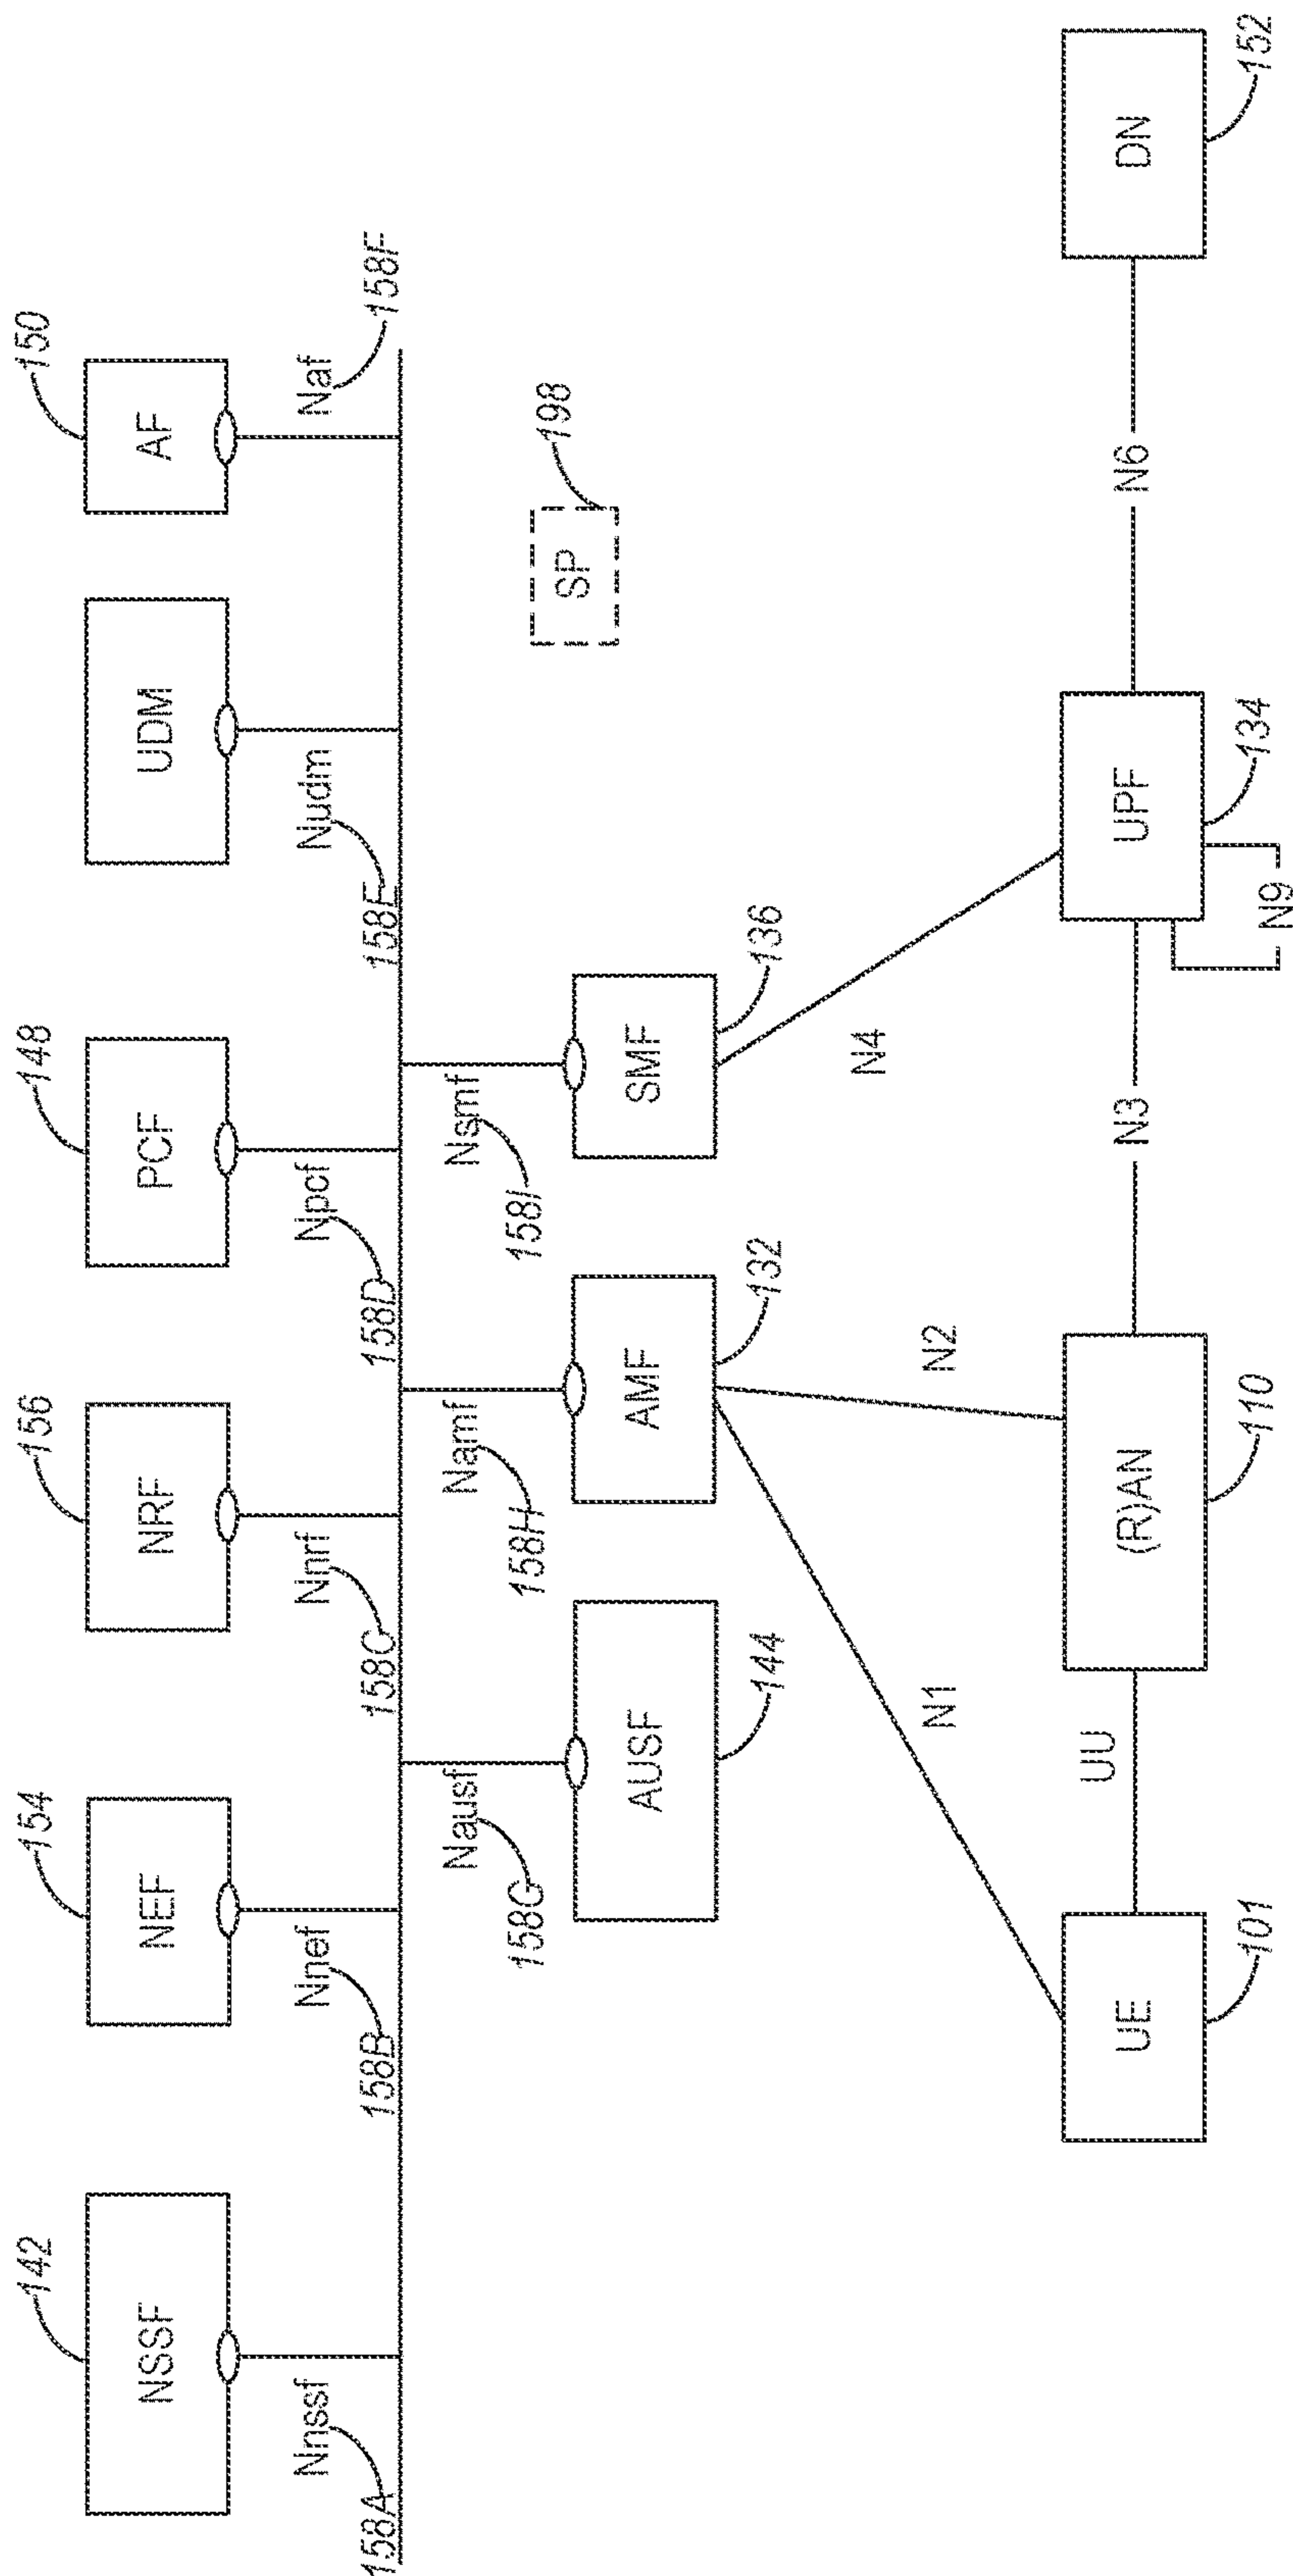 142 154 156 148 150
NSSF NEF NRF PCF UDM AF
Nnssf Nnef Nnrf Npcf Nudm Naf
158A 158B 158C 158D 158E 158F
Nausf Namf Nsmf
158G 158H 158I
198
SP
AUSF AMF SMF
144 132 136
N4
N1 N2
UU
UE (R)AN N3 UPF N6 DN
101 110 134 152
N9